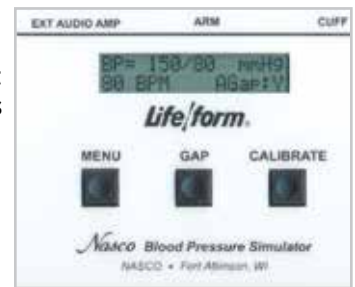 EXT AUDIO AMP ARM CUFF
BP= 150/80 mmHg
80 BPM AGap:Y
Life/form®
MENU GAP CALIBRATE
Nasco Blood Pressure Simulator
NASCO • Fort Atkinson, WI